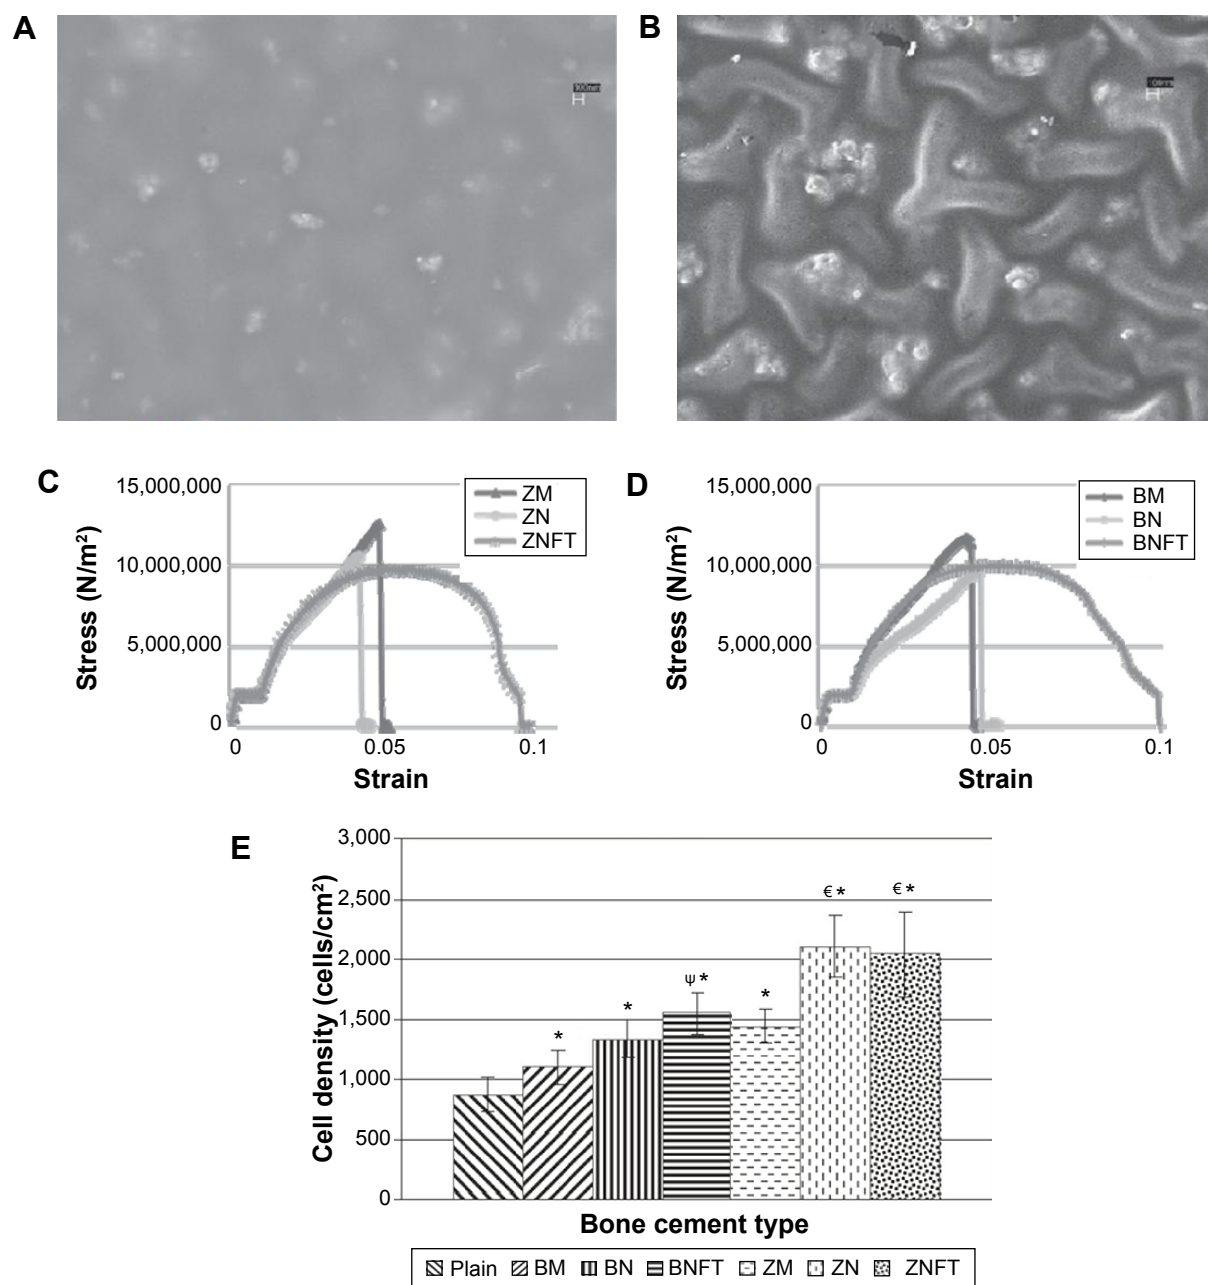 A
B
C
15,000,000
10,000,000
5,000,000
0
Stress (N/m²)
ZM
ZN
ZNFT
0
0.05
0.1
Strain
D
15,000,000
10,000,000
5,000,000
0
Stress (N/m²)
BM
BN
BNFT
0
0.05
0.1
Strain
E
3,000
2,500
2,000
1,500
1,000
500
0
Cell density (cells/cm²)
*
*
ψ *
*
€ *
€ *
Bone cement type
Plain BM BN BNFT ZM ZN ZNFT